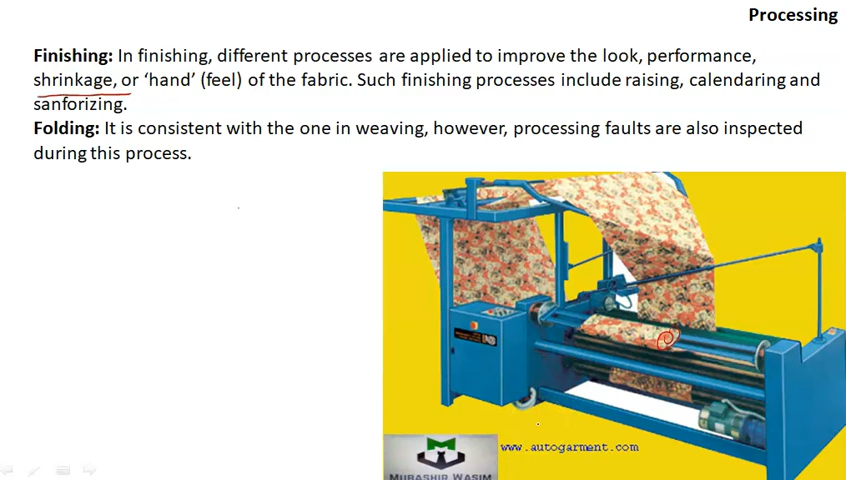 Processing
Finishing: In finishing, different processes are applied to improve the look, performance,
shrinkage, or ‘hand’ (feel) of the fabric. Such finishing processes include raising, calendaring and
sanforizing.
Folding: It is consistent with the one in weaving, however, processing faults are also inspected
during this process.
www.autogarment.com
MUBASHIR WASIM